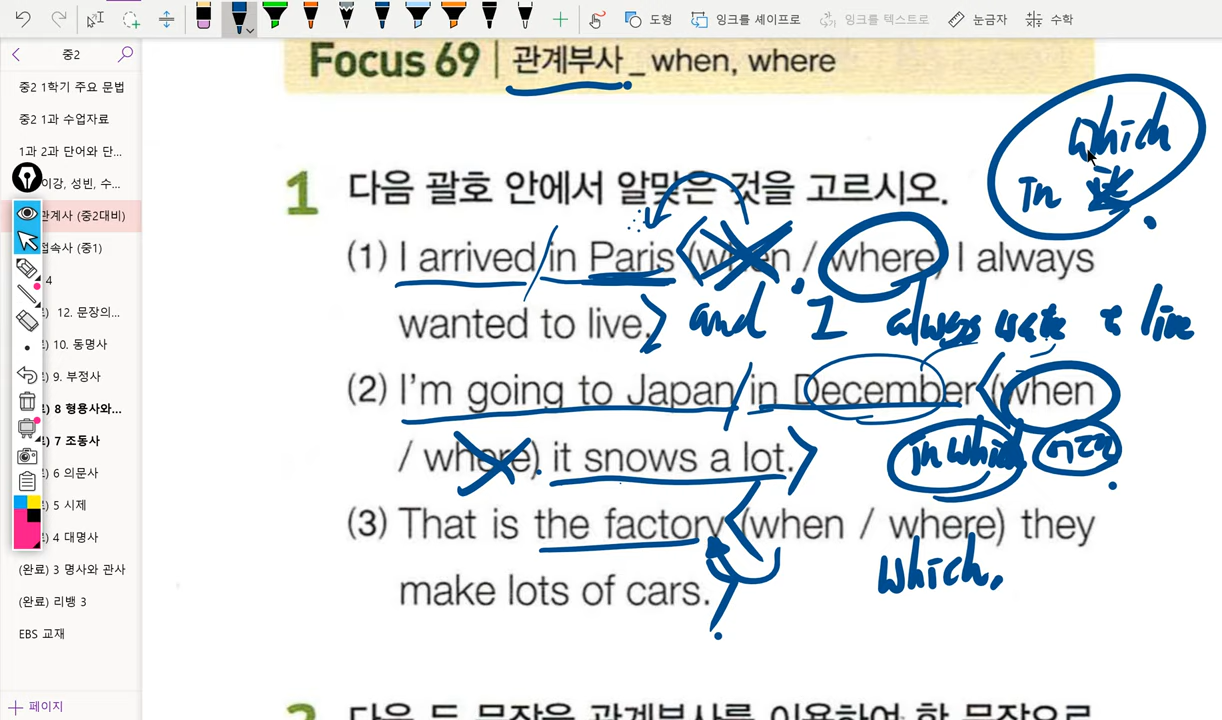 도형
잉크를 셰이프로
잉크를 텍스트로
눈금자
수학
중2
중2 1학기 주요 문법
중2 1과 수업자료
1과 2과 단어와 단...
이강, 성빈, 수...
관계사 (중2대비)
접속사 (중1)
4
) 12. 문장의...
) 10. 동명사
) 9. 부정사
) 8 형용사와...
) 7 조동사
) 6 의문사
) 5 시제
) 4 대명사
(완료) 3 명사와 관사
(완료) 리뱅 3
EBS 교재
페이지
Focus 69 | 관계부사 _ when, where
which
in
1 다음 괄호 안에서 알맞은 것을 고르시오.
(1) I arrived in Paris (when / where) I always
wanted to live. and I always live
(2) I'm going to Japan in December (when
/ where) it snows a lot. in which
(3) That is the factory (when / where) they
make lots of cars. which.
2 다음 두 문장을 관계부사를 이용하여 한 문장으로